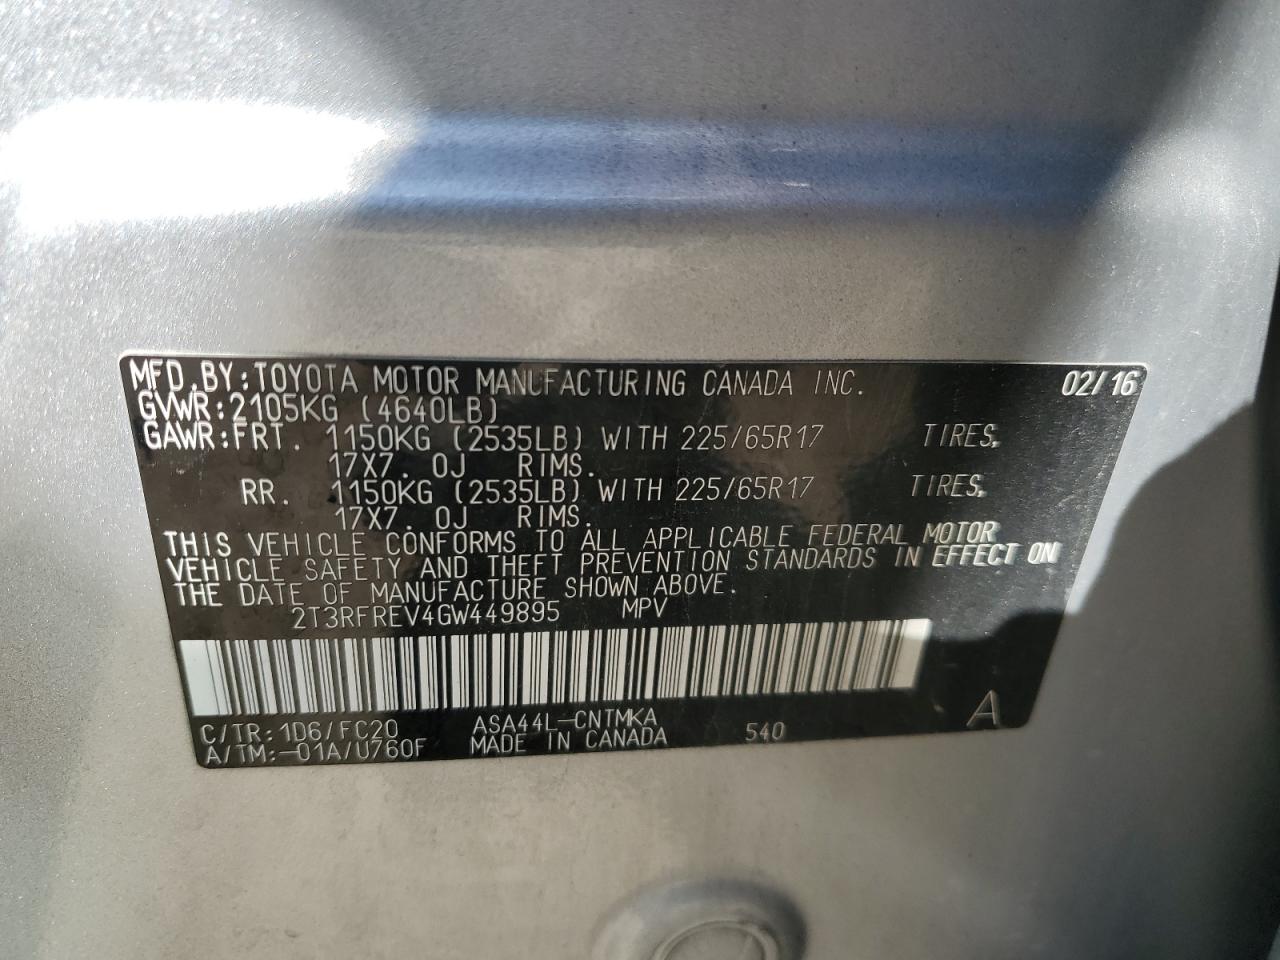 MFD.BY:TOYOTA MOTOR MANUFACTURING CANADA INC. 02/16
GVWR:2105KG (4640LB)
GAWR:FRT. 1150KG (2535LB) WITH 225/65R17 TIRES,
17X7.0J RIMS.
RR. 1150KG (2535LB) WITH 225/65R17 TIRES,
17X7.0J RIMS.
THIS VEHICLE CONFORMS TO ALL APPLICABLE FEDERAL MOTOR
VEHICLE SAFETY AND THEFT PREVENTION STANDARDS IN EFFECT ON
THE DATE OF MANUFACTURE SHOWN ABOVE.
2T3RFREV4GW449895 MPV
C/TR:1D6/FC20 ASA44L-CNTMKA
A/TM:-01A/U760F MADE IN CANADA 540 A